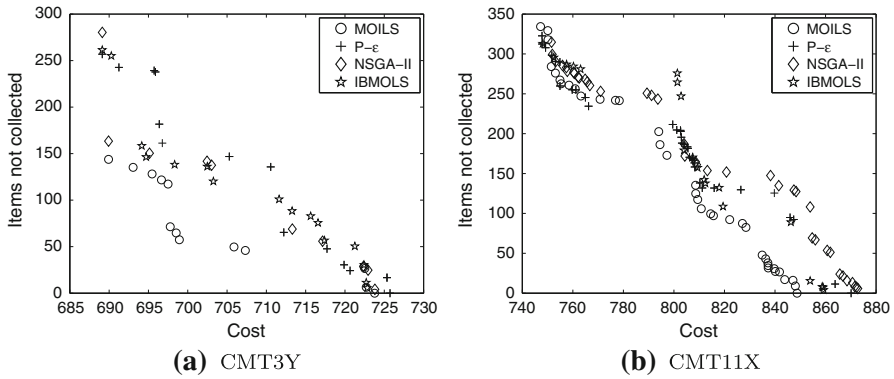 300
250
200
150
100
50
0
Items not collected
685 690 695 700 705 710 715 720 725 730
Cost
MOILS
P-ε
NSGA-II
IBMOLS
(a) CMT3Y
350
300
250
200
150
100
50
0
Items not collected
740 760 780 800 820 840 860 880
Cost
MOILS
P-ε
NSGA-II
IBMOLS
(b) CMT11X